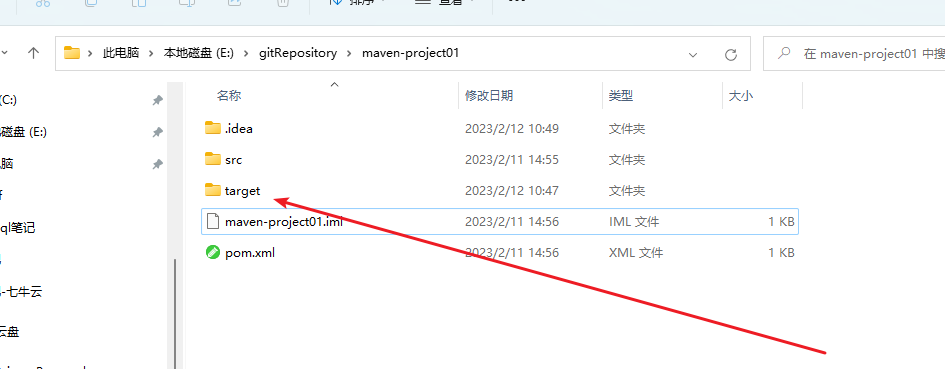 排序 查看
此电脑 本地磁盘 (E:) gitRepository maven-project01
在 maven-project01 中搜
名称 修改日期 类型 大小
(C:)
磁盘 (E:)
.idea 2023/2/12 10:49 文件夹
src 2023/2/11 14:55 文件夹
target 2023/2/12 10:47 文件夹
maven-project01.iml 2023/2/11 14:56 IML 文件 1 KB
pom.xml 2023/2/11 14:56 XML 文件 1 KB
ql笔记
-七牛云
云盘